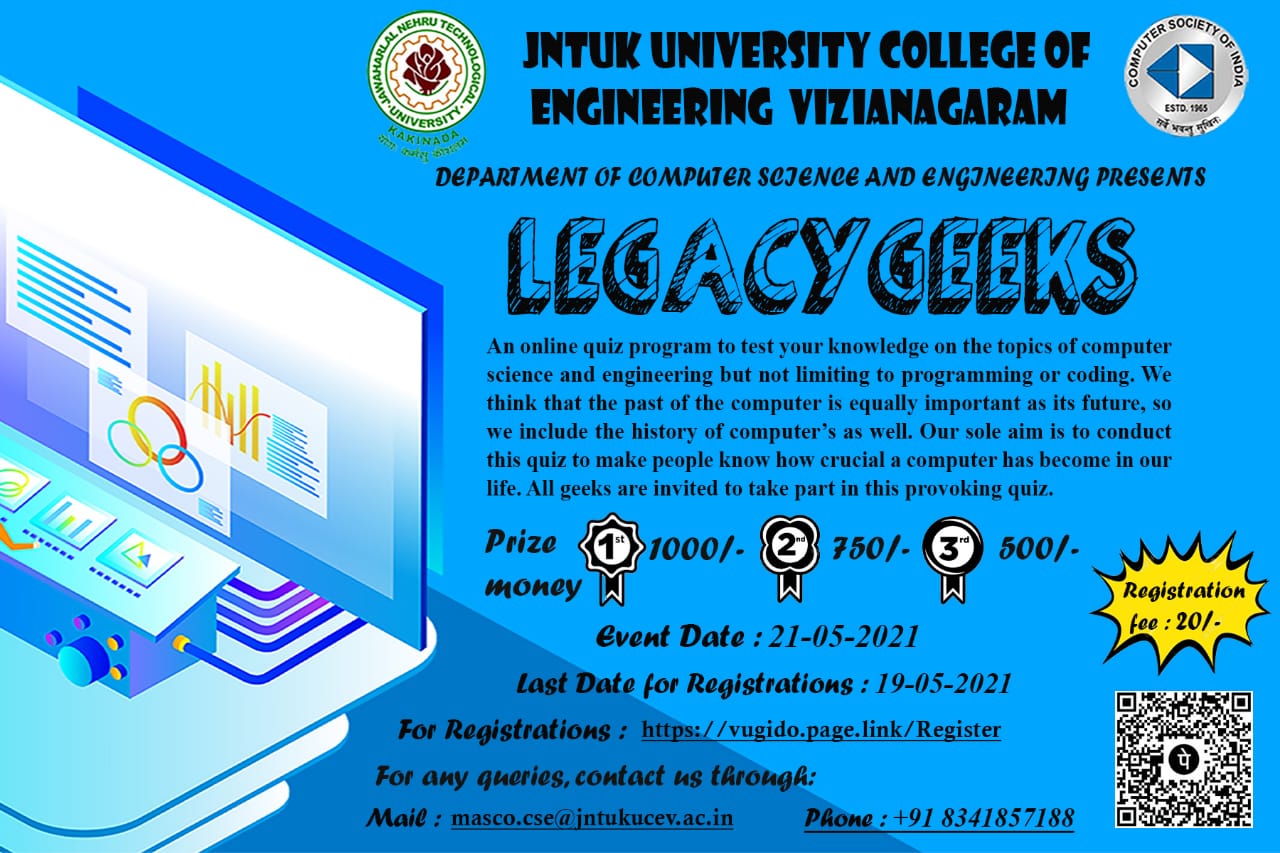 JNTUK UNIVERSITY COLLEGE OF
ENGINEERING VIZIANAGARAM
JAWAHARLAL NEHRU TECHNOLOGICAL
UNIVERSITY
KAKINADA
योगः कर्मसु कौशलम्
COMPUTER SOCIETY OF INDIA
ESTD. 1965
सर्वे भवन्तु सुखिनः
DEPARTMENT OF COMPUTER SCIENCE AND ENGINEERING PRESENTS
LEGACY GEEKS
An online quiz program to test your knowledge on the topics of computer
science and engineering but not limiting to programming or coding. We
think that the past of the computer is equally important as its future, so
we include the history of computer's as well. Our sole aim is to conduct
this quiz to make people know how crucial a computer has become in our
life. All geeks are invited to take part in this provoking quiz.
Prize money 1st 1000/- 2nd 750/- 3rd 500/-
Registration
fee : 20/-
Event Date : 21-05-2021
Last Date for Registrations : 19-05-2021
For Registrations : https://vugido.page.link/Register
For any queries, contact us through:
Mail : masco.cse@jntukucev.ac.in Phone : +91 8341857188
पे